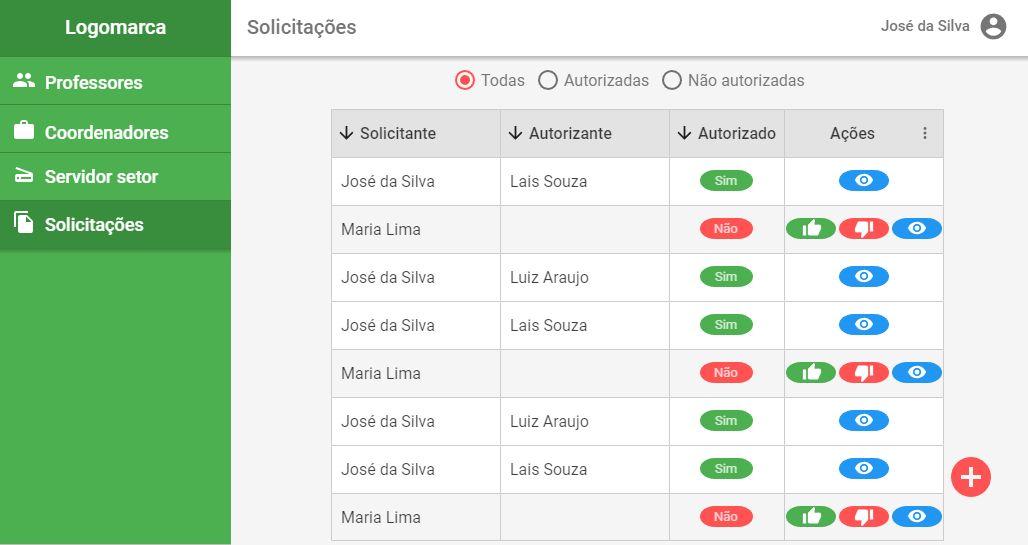 Logomarca
Solicitações
José da Silva
Professores
Coordenadores
Servidor setor
Solicitações
Todas Autorizadas Não autorizadas
Solicitante Autorizante Autorizado Ações
José da Silva Lais Souza Sim
Maria Lima Não
José da Silva Luiz Araujo Sim
José da Silva Lais Souza Sim
Maria Lima Não
José da Silva Luiz Araujo Sim
José da Silva Lais Souza Sim
Maria Lima Não